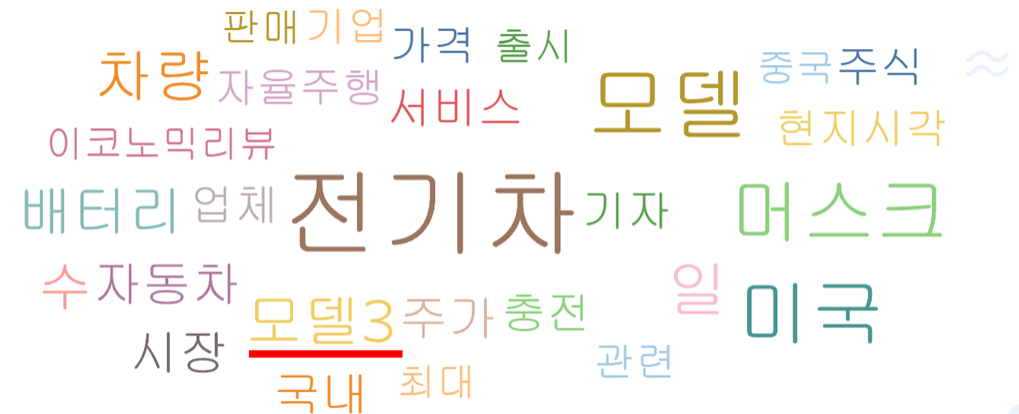 판매 기업 가격 출시
차량 자율주행 서비스 모델 중국 주식
이코노믹리뷰 현지시각
배터리 업체 전기차 기자 머스크
수 자동차 모델3 주가 충전 일 미국
시장 관련
국내 최대